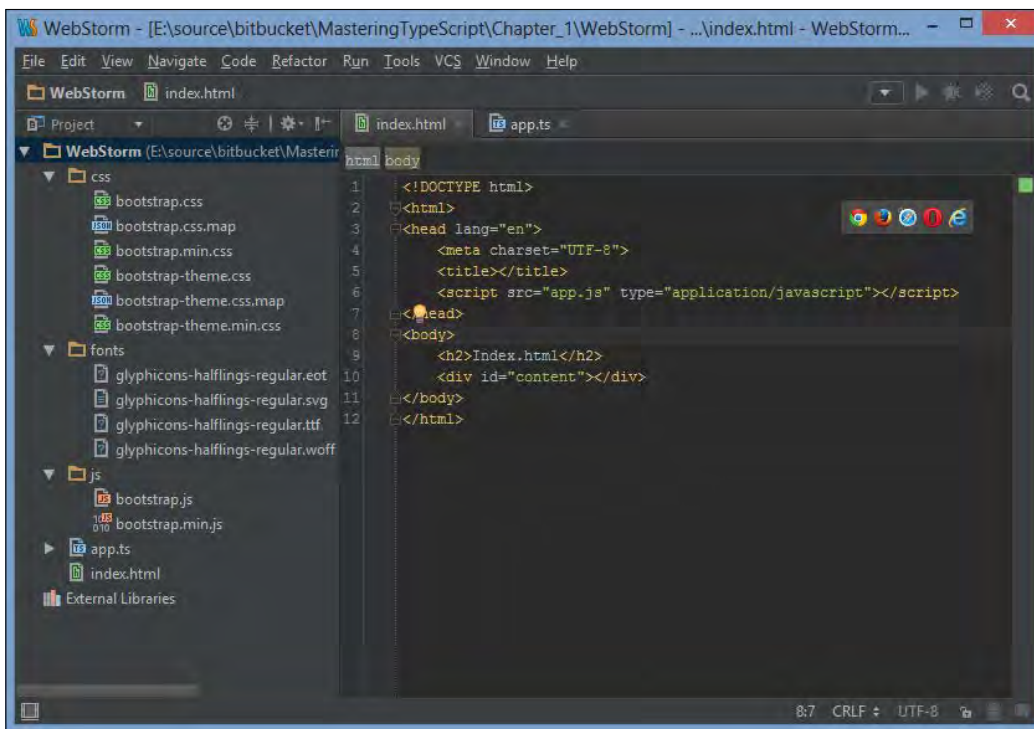 WebStorm - [E:\source\bitbucket\MasteringTypeScript\Chapter_1\WebStorm] - ...\index.html - WebStorm...
File Edit View Navigate Code Refactor Run Tools VCS Window Help
WebStorm index.html
Project
index.html app.ts
WebStorm (E:\source\bitbucket\Masterin
html body
css
bootstrap.css
bootstrap.css.map
bootstrap.min.css
bootstrap-theme.css
bootstrap-theme.css.map
bootstrap-theme.min.css
fonts
glyphicons-halflings-regular.eot
glyphicons-halflings-regular.svg
glyphicons-halflings-regular.ttf
glyphicons-halflings-regular.woff
js
bootstrap.js
bootstrap.min.js
app.ts
index.html
External Libraries
1 <!DOCTYPE html>
2 <html>
3 <head lang="en">
4 <meta charset="UTF-8">
5 <title></title>
6 <script src="app.js" type="application/javascript"></script>
7 </head>
8 <body>
9 <h2>Index.html</h2>
10 <div id="content"></div>
11 </body>
12 </html>
8:7 CRLF UTF-8